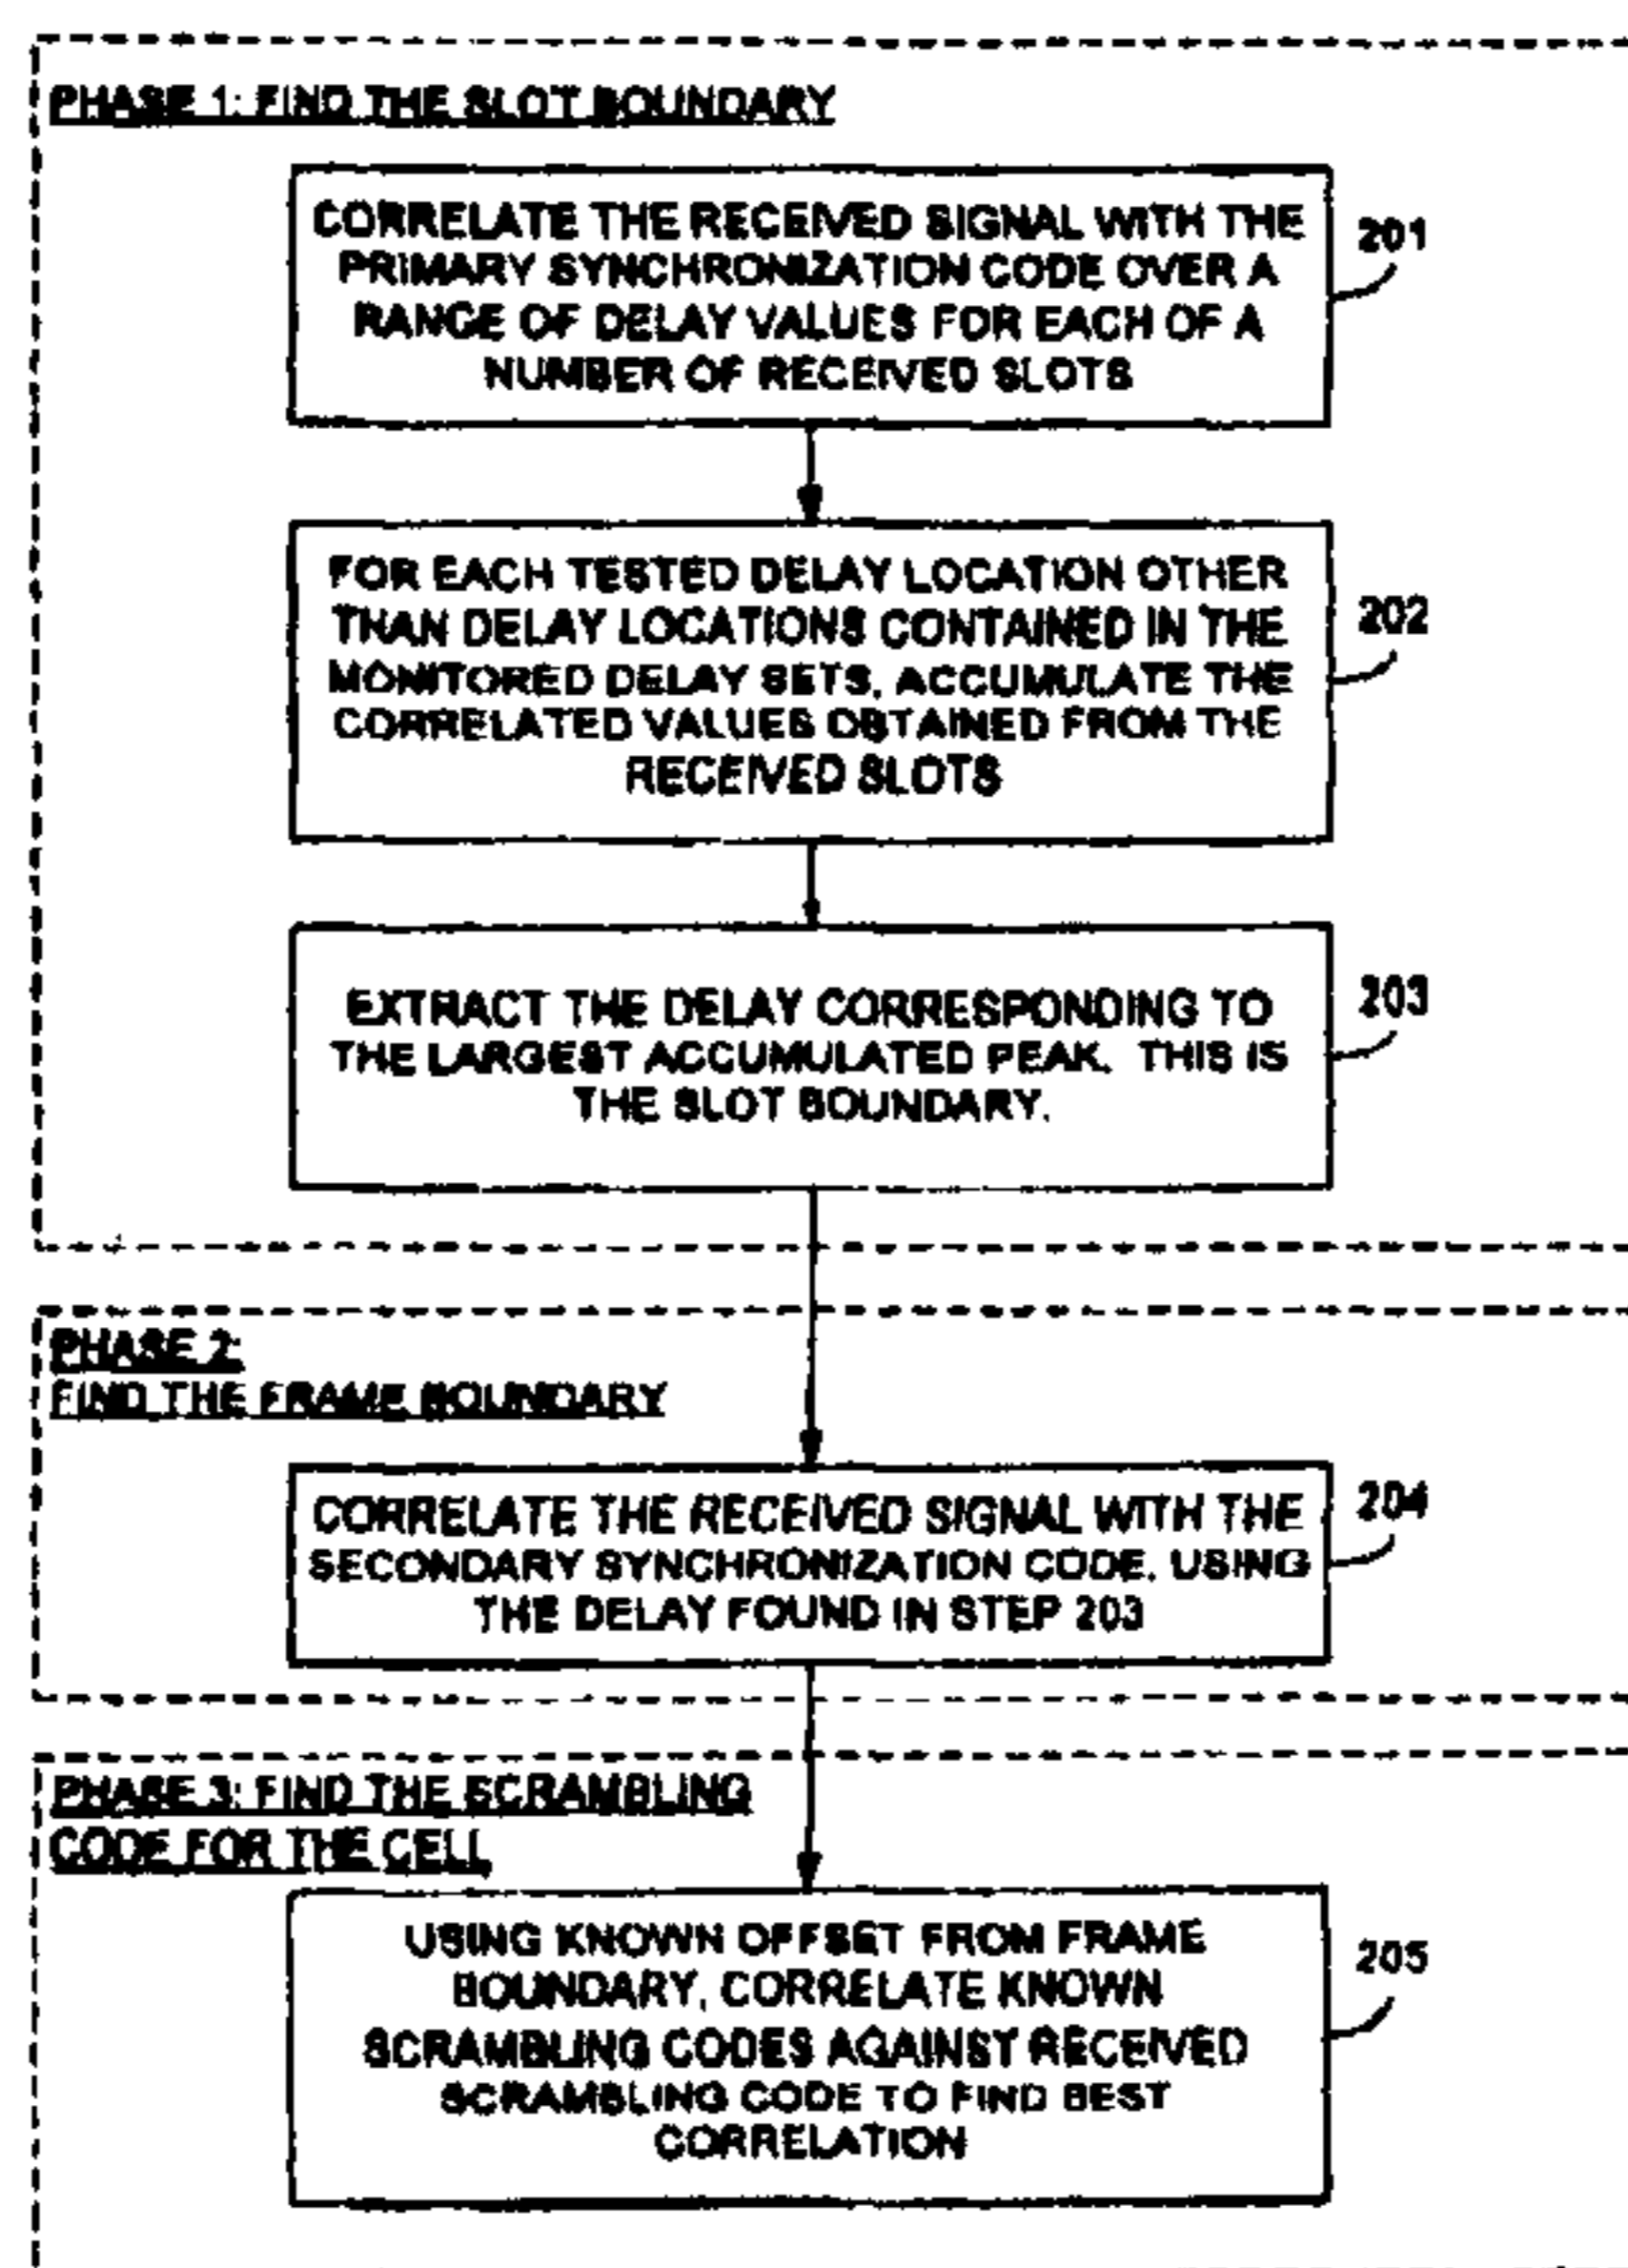 PHASE 1: FIND THE SLOT BOUNDARY
CORRELATE THE RECEIVED SIGNAL WITH THE
PRIMARY SYNCHRONIZATION CODE OVER A
RANGE OF DELAY VALUES FOR EACH OF A
NUMBER OF RECEIVED SLOTS
201
FOR EACH TESTED DELAY LOCATION OTHER
THAN DELAY LOCATIONS CONTAINED IN THE
MONITORED DELAY SETS, ACCUMULATE THE
CORRELATED VALUES OBTAINED FROM THE
RECEIVED SLOTS
202
EXTRACT THE DELAY CORRESPONDING TO
THE LARGEST ACCUMULATED PEAK. THIS IS
THE SLOT BOUNDARY.
203
PHASE 2:
FIND THE FRAME BOUNDARY
CORRELATE THE RECEIVED SIGNAL WITH THE
SECONDARY SYNCHRONIZATION CODE, USING
THE DELAY FOUND IN STEP 203
204
PHASE 3: FIND THE SCRAMBLING
CODE FOR THE CELL
USING KNOWN OFFSET FROM FRAME
BOUNDARY, CORRELATE KNOWN
SCRAMBLING CODES AGAINST RECEIVED
SCRAMBLING CODE TO FIND BEST
CORRELATION
205